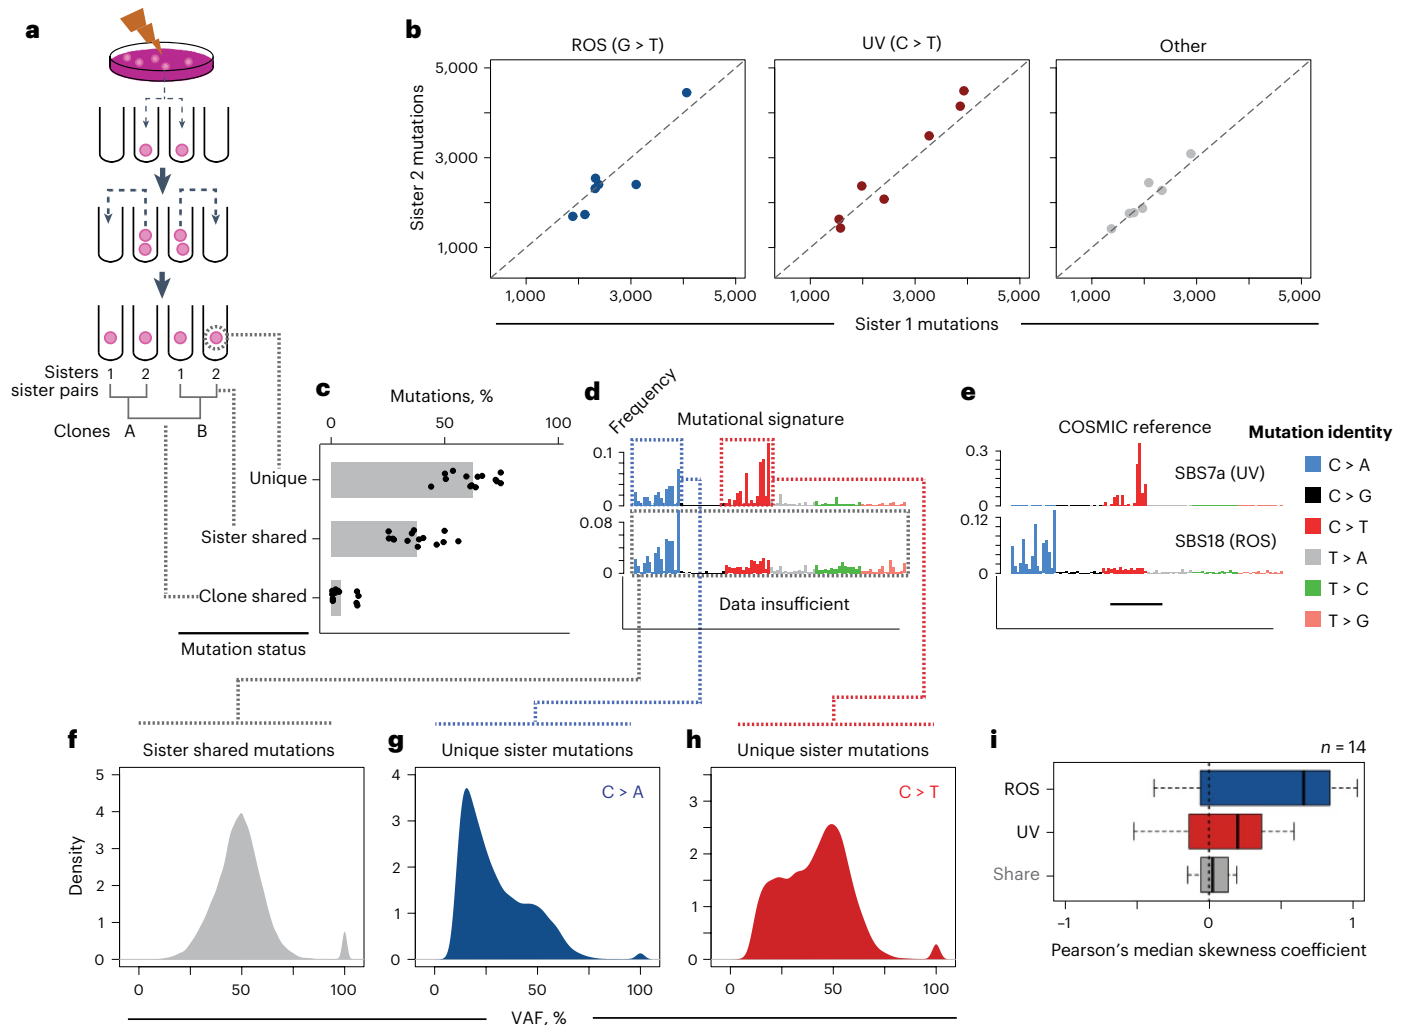 a
Sisters 1 2 1 2
sister pairs
Clones A B
b
ROS (G > T)
UV (C > T)
Other
Sister 2 mutations
5,000
3,000
1,000
1,000 3,000 5,000
1,000 3,000 5,000
1,000 3,000 5,000
Sister 1 mutations
c
Mutations, %
0 50 100
Unique
Sister shared
Clone shared
Mutation status
d
Frequency
Mutational signature
0.1
0
0.08
0
Data insufficient
e
COSMIC reference
0.3
SBS7a (UV)
0
0.12
SBS18 (ROS)
0
Mutation identity
C > A
C > G
C > T
T > A
T > C
T > G
f
Sister shared mutations
Density
5
4
3
2
1
0
0 50 100
g
Unique sister mutations
C > A
4
3
2
1
0
0 50 100
h
Unique sister mutations
C > T
3
2
1
0
0 50 100
VAF, %
i
n = 14
ROS
UV
Share
−1 0 1
Pearson’s median skewness coefficient